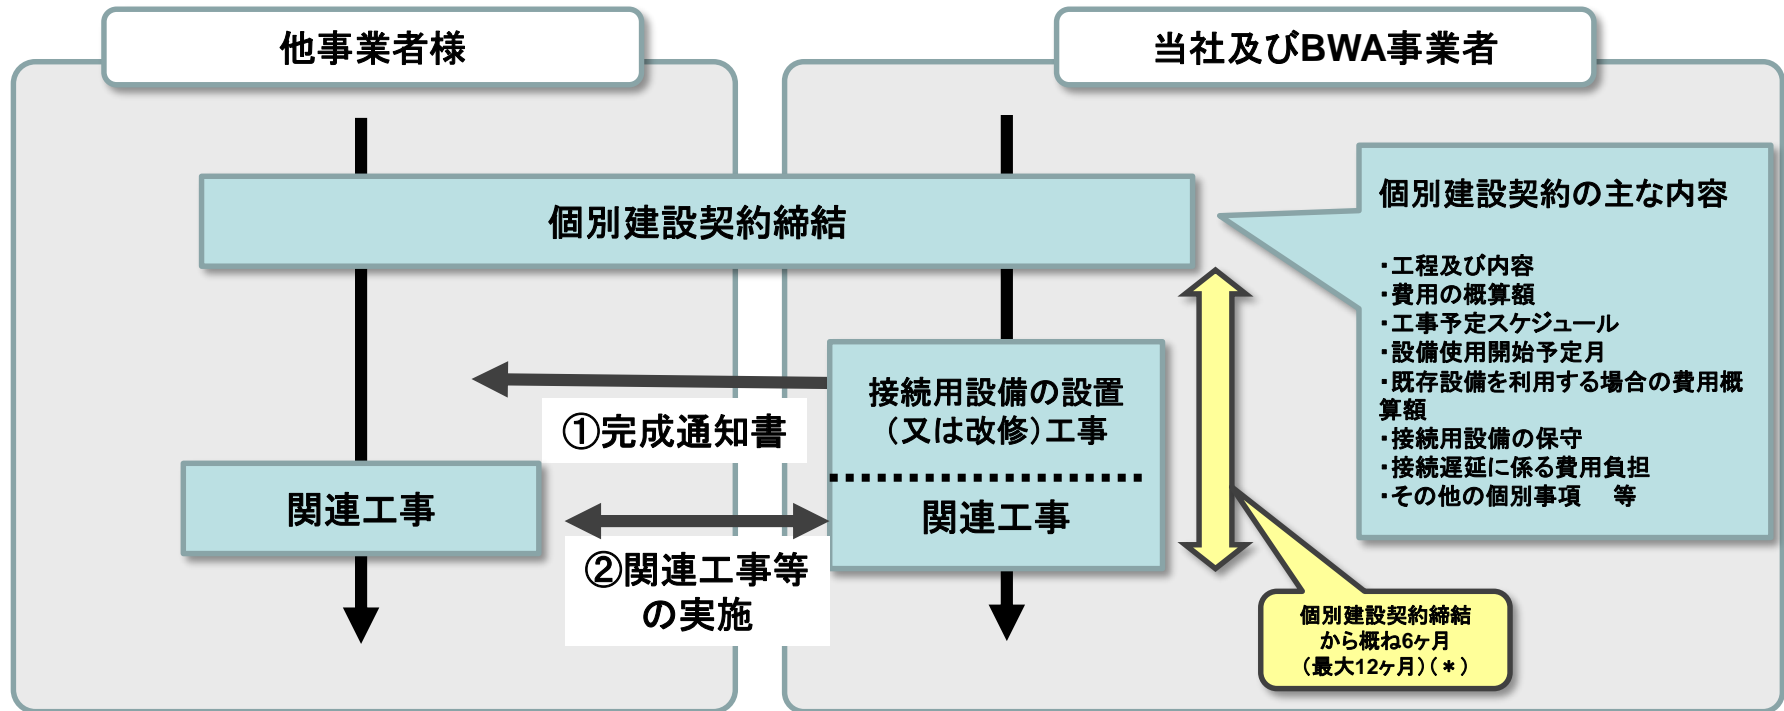 他事業者様
当社及びBWA事業者
個別建設契約締結
個別建設契約の主な内容
・工程及び内容
・費用の概算額
・工事予定スケジュール
・設備使用開始予定月
・既存設備を利用する場合の費用概
算額
・接続用設備の保守
・接続遅延に係る費用負担
・その他の個別事項　等
接続用設備の設置
（又は改修）工事
①完成通知書
関連工事
関連工事
②関連工事等
の実施
個別建設契約締結
から概ね6ヶ月
（最大12ヶ月）（＊）